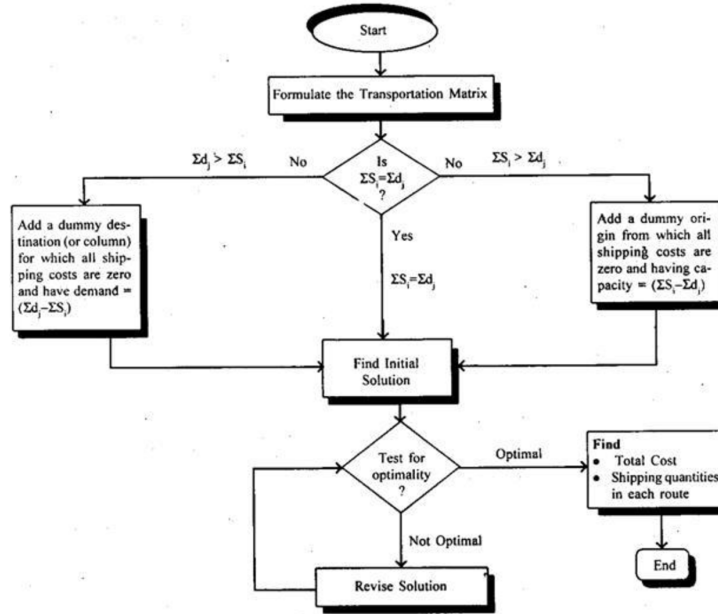 Start
Formulate the Transportation Matrix
Σdj > ΣSi
No
Is
ΣSi=Σdj
?
No
ΣSi > Σdj
Add a dummy des-
tination (or column)
for which all ship-
ping costs are zero
and have demand =
(Σdj–ΣSi)
Yes
ΣSi=Σdj
Add a dummy ori-
gin from which all
shipping costs are
zero and having ca-
pacity = (ΣSi–Σdj)
Find Initial
Solution
Test for
optimality
?
Optimal
Find
• Total Cost
• Shipping quantities
in each route
Not Optimal
Revise Solution
End